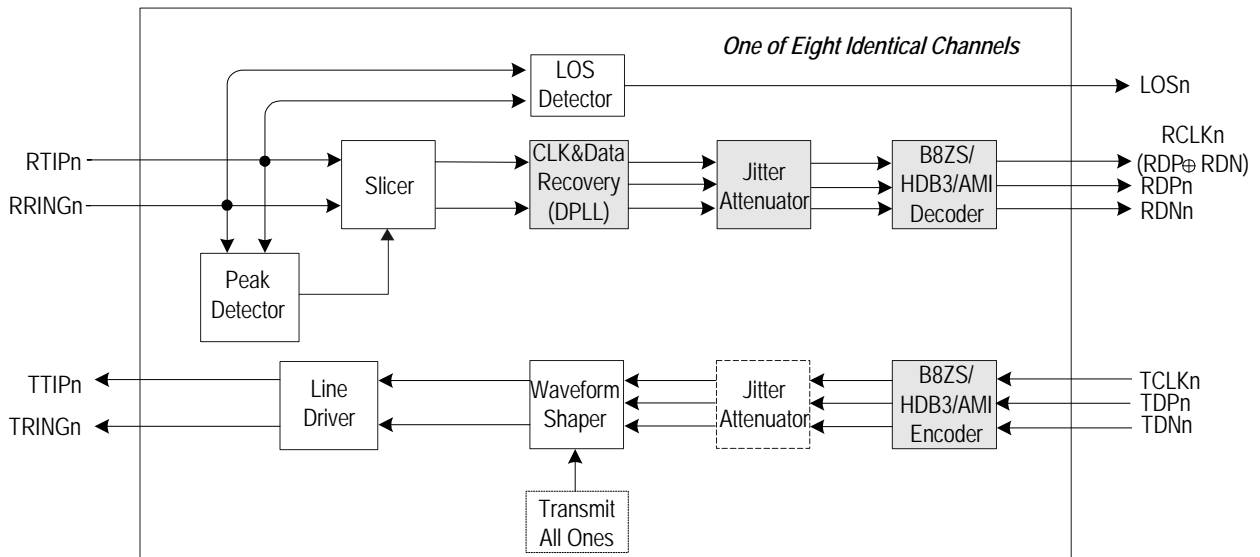 One of Eight Identical Channels
LOS
Detector
LOSn
RTIPn
RRINGn
Slicer
CLK&Data
Recovery
(DPLL)
Jitter
Attenuator
B8ZS/
HDB3/AMI
Decoder
RCLKn
(RDP⊕ RDN)
RDPn
RDNn
Peak
Detector
TTIPn
TRINGn
Line
Driver
Waveform
Shaper
Jitter
Attenuator
B8ZS/
HDB3/AMI
Encoder
TCLKn
TDPn
TDNn
Transmit
All Ones